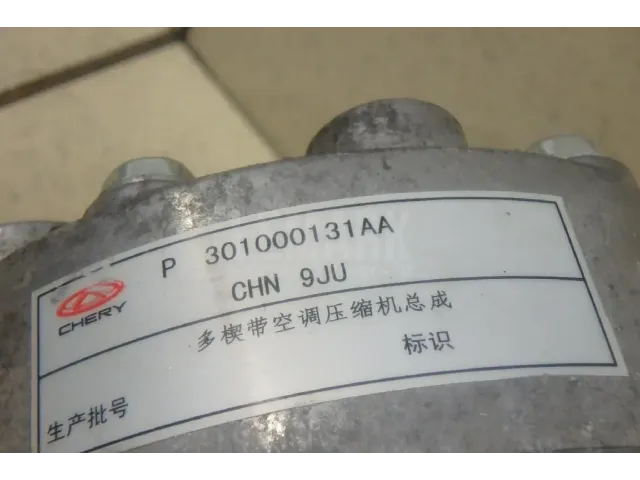 P 301000131AA
CHERY
CHN 9JU
多楔带空调压缩机总成
标识
生产批号